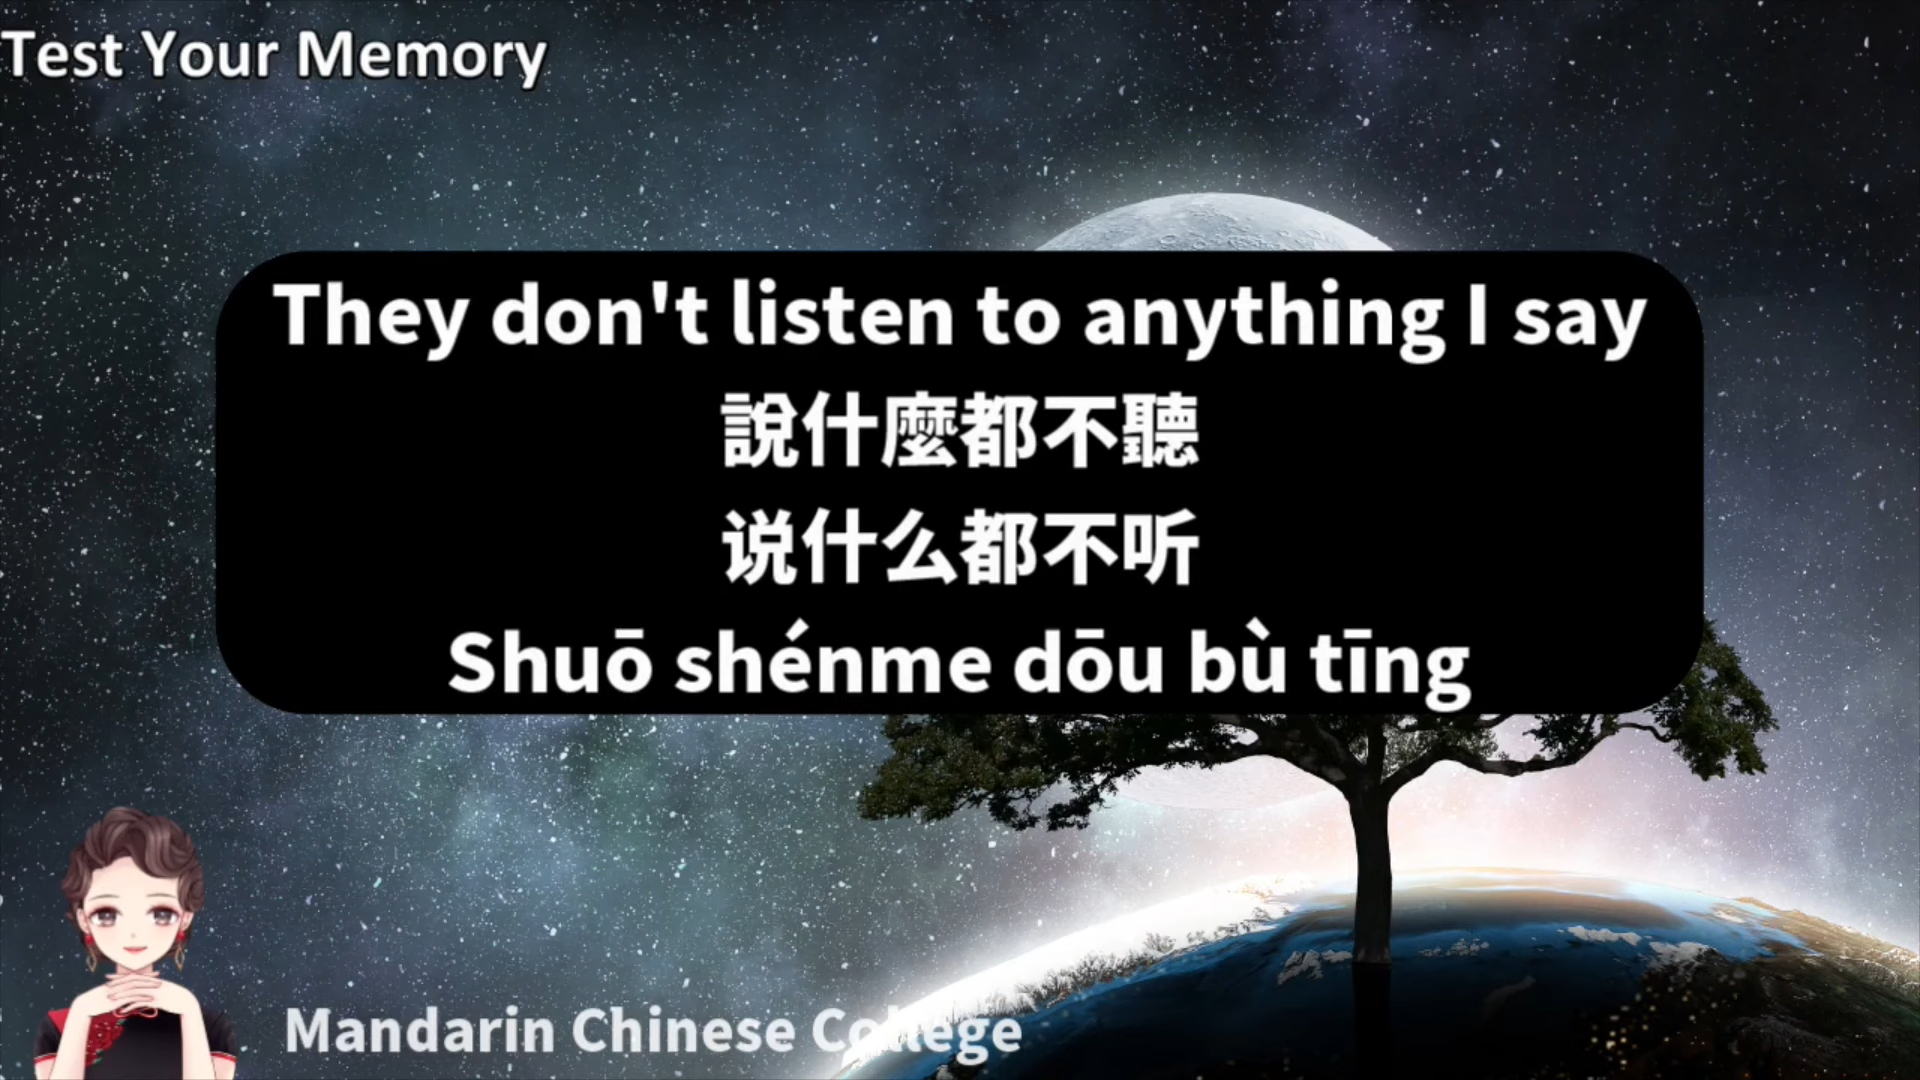 Test Your Memory
They don't listen to anything I say
說什麼都不聽
说什么都不听
Shuō shénme dōu bù tīng
Mandarin Chinese College